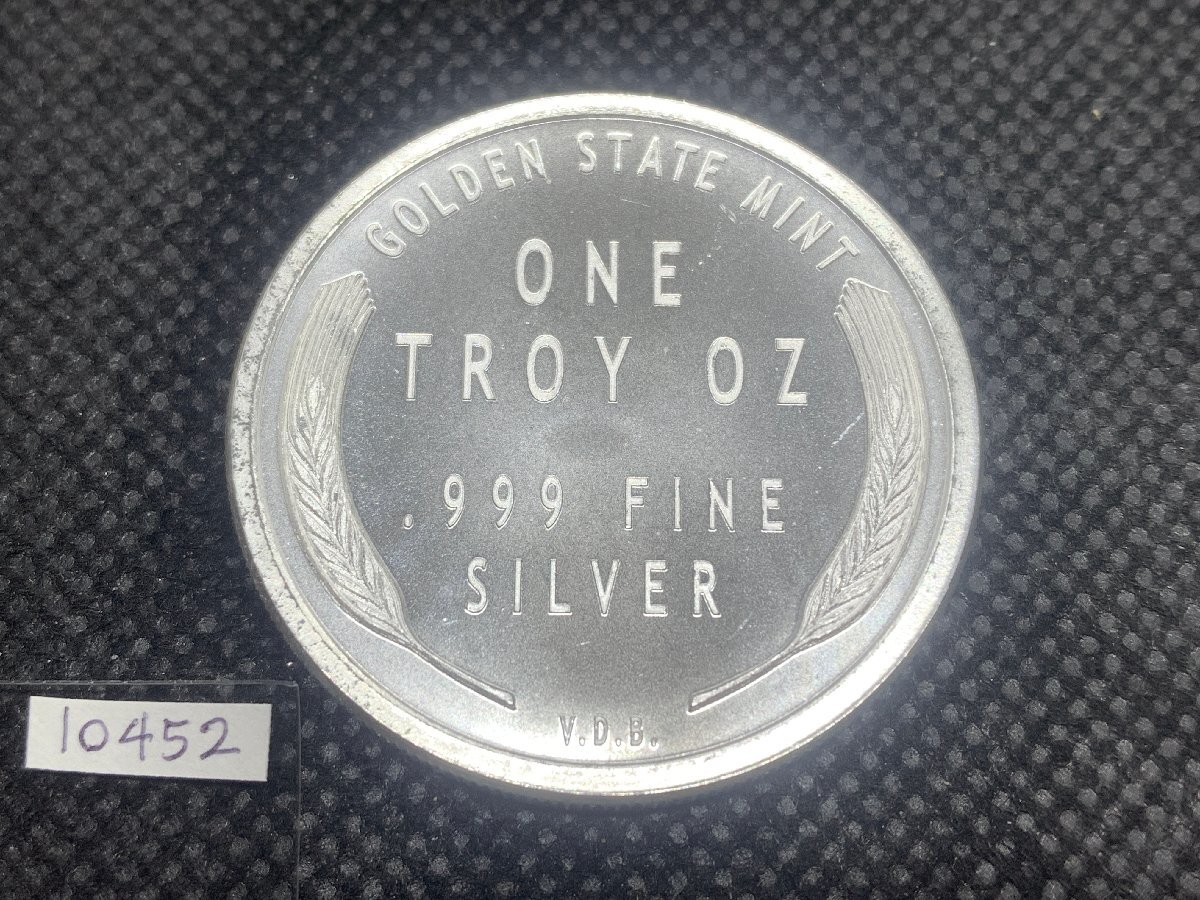 GOLDEN STATE MINT
ONE
TROY OZ
.999 FINE
SILVER
V.D.B.
10452